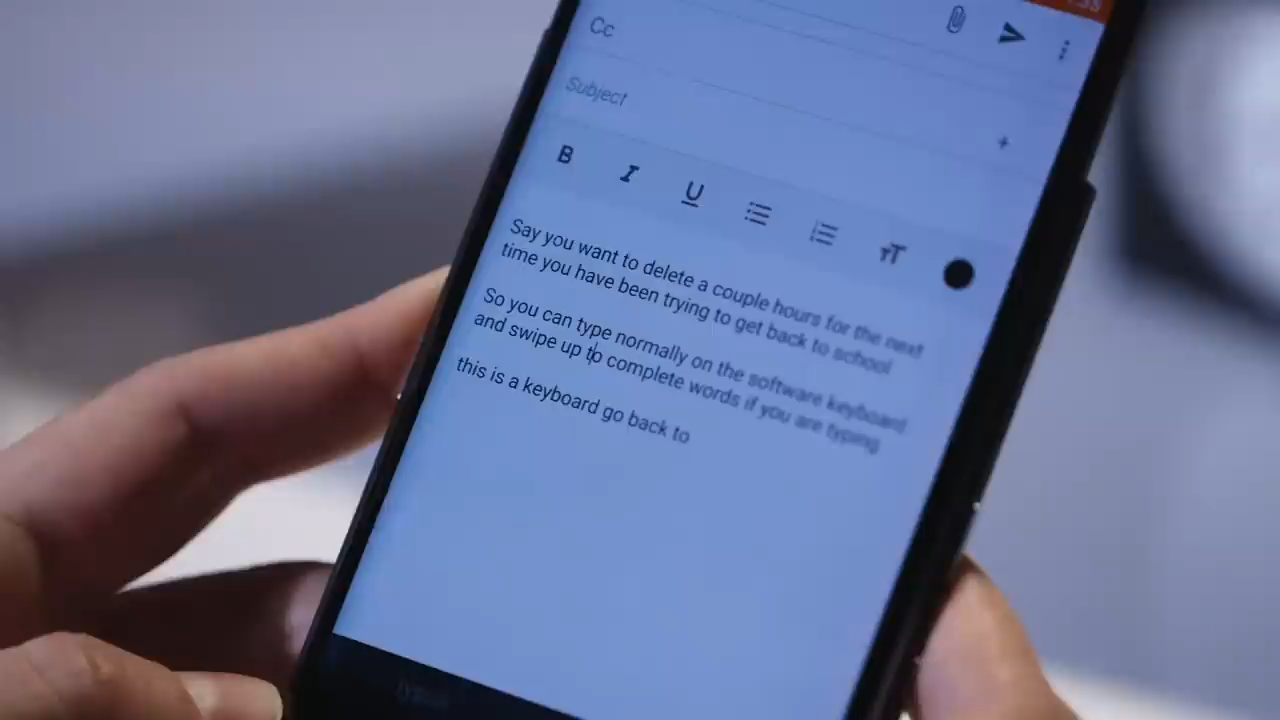 Cc
Subject
B I U TT
Say you want to delete a couple hours for the next
time you have been trying to get back to school
So you can type normally on the software keyboard
and swipe up to complete words if you are typing
this is a keyboard go back to